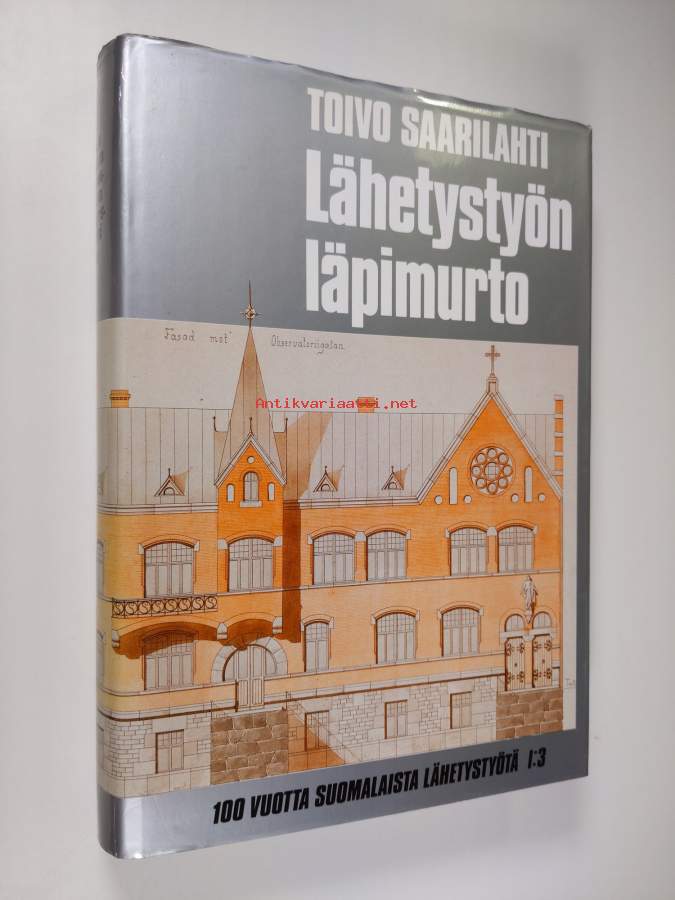 TOIVO SAARILAHTI
Lähetystyön
läpimurto
Fasad mot Observatoriigatan
Antikvariaatti.net
100 VUOTTA SUOMALAISTA LÄHETYSTYÖTÄ I:3